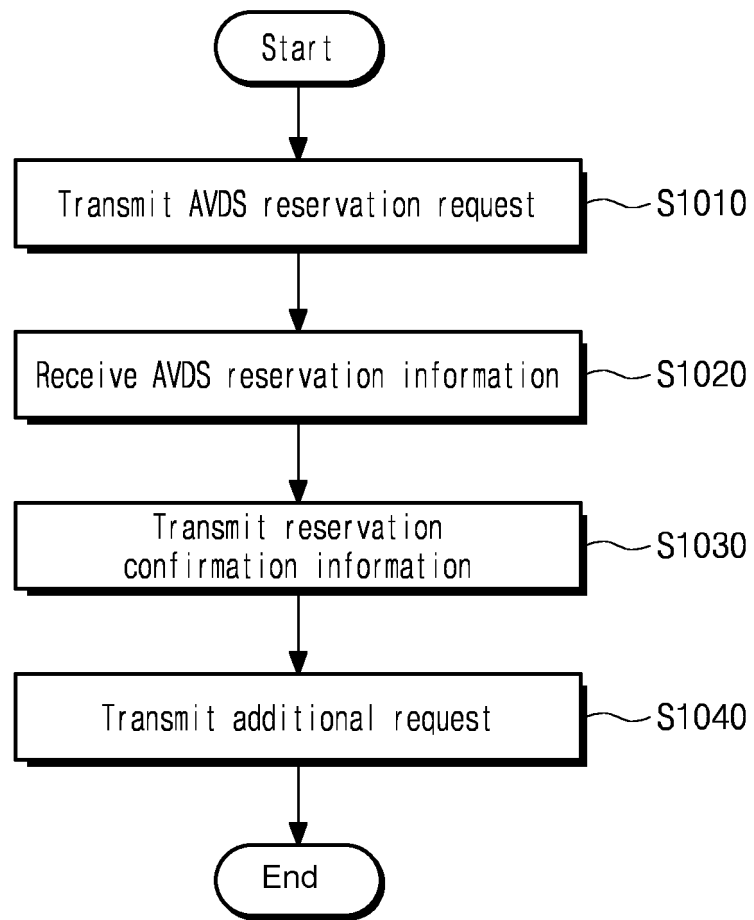 Start
Transmit AVDS reservation request
S1010
Receive AVDS reservation information
S1020
Transmit reservation
confirmation information
S1030
Transmit additional request
S1040
End